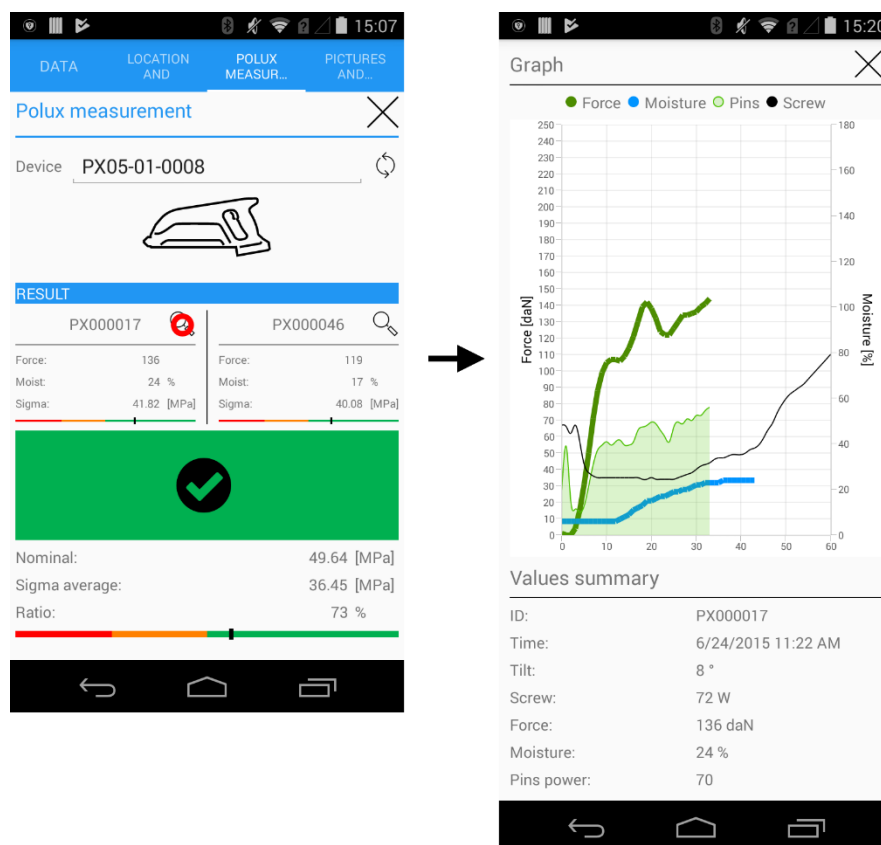 15:07
DATA
LOCATION
AND
POLUX
MEASUR...
PICTURES
AND...
Polux measurement
Device PX05-01-0008
RESULT
PX000017
Force: 136
Moist: 24 %
Sigma: 41.82 [MPa]
PX000046
Force: 119
Moist: 17 %
Sigma: 40.08 [MPa]
Nominal: 49.64 [MPa]
Sigma average: 36.45 [MPa]
Ratio: 73 %
15:20
Graph
Force Moisture Pins Screw
Force [daN]
250
240
230
220
210
200
190
180
170
160
150
140
130
120
110
100
90
80
70
60
50
40
30
20
10
0
180
160
140
120
100
80
60
40
20
0
Moisture [%]
0 10 20 30 40 50 60
Values summary
ID: PX000017
Time: 6/24/2015 11:22 AM
Tilt: 8 °
Screw: 72 W
Force: 136 daN
Moisture: 24 %
Pins power: 70